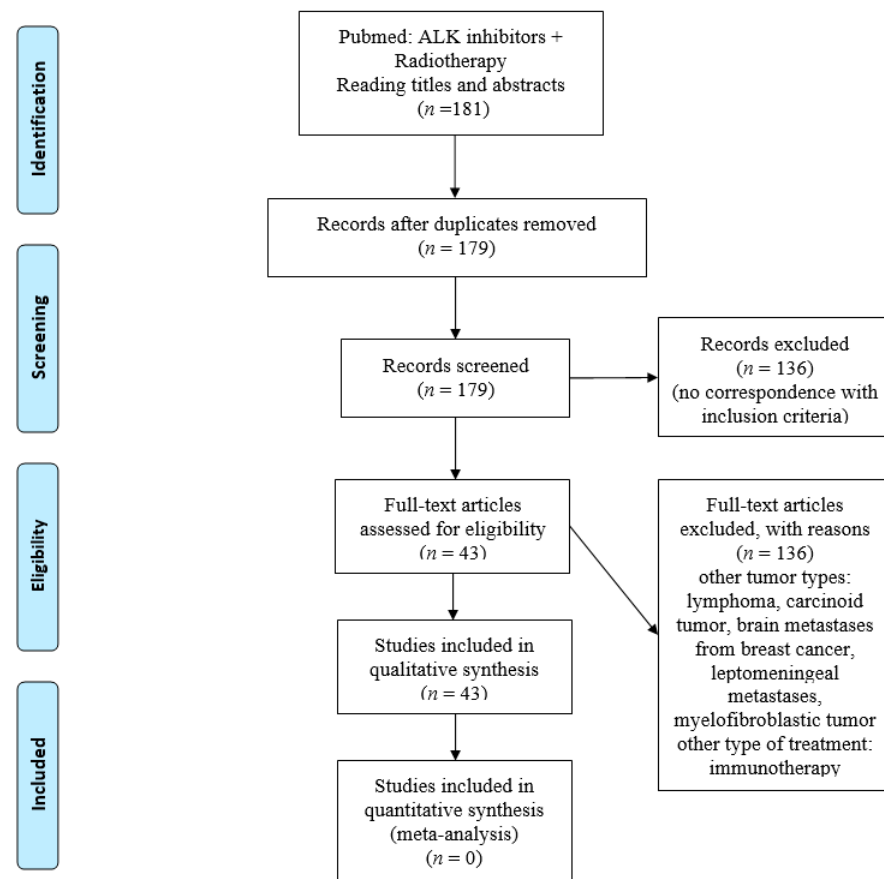 Identification
Pubmed: ALK inhibitors +
Radiotherapy
Reading titles and abstracts
(n =181)
Records after duplicates removed
(n = 179)
Screening
Records screened
(n = 179)
Records excluded
(n = 136)
(no correspondence with
inclusion criteria)
Eligibility
Full-text articles
assessed for eligibility
(n = 43)
Full-text articles
excluded, with reasons
(n = 136)
other tumor types:
lymphoma, carcinoid
tumor, brain metastases
from breast cancer,
leptomeningeal
metastases,
myelofibroblastic tumor
other type of treatment:
immunotherapy
Studies included in
qualitative synthesis
(n = 43)
Included
Studies included in
quantitative synthesis
(meta-analysis)
(n = 0)